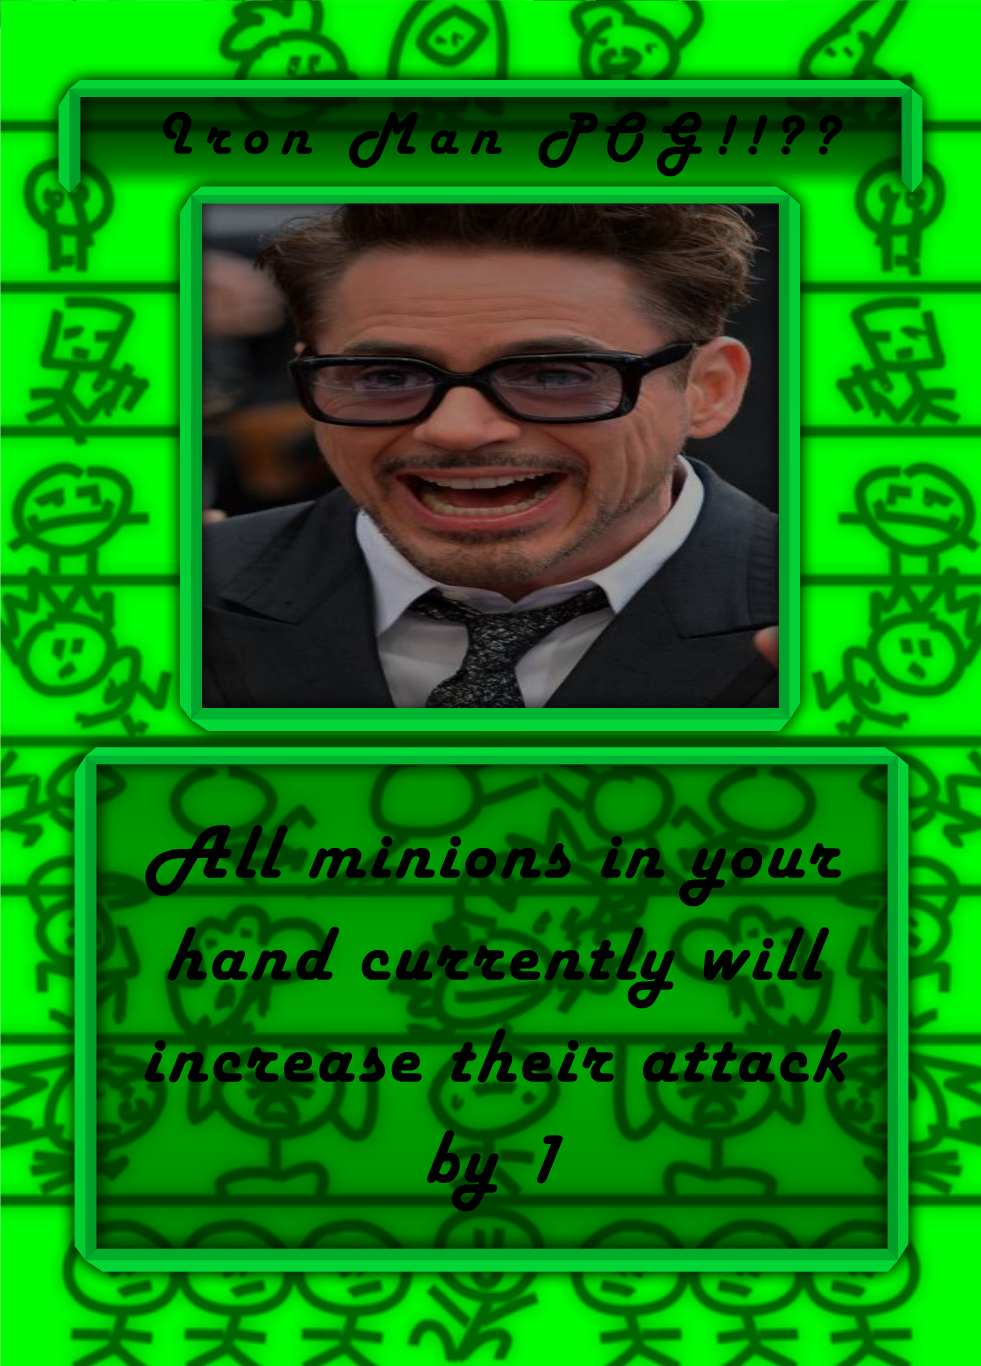 Iron Man POG!!??
All minions in your
hand currently will
increase their attack
by 1